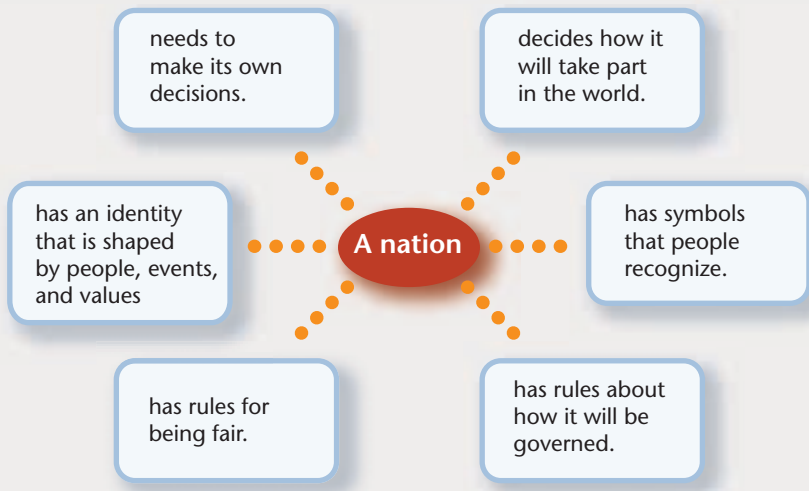 needs to
make its own
decisions.
decides how it
will take part
in the world.
has an identity
that is shaped
by people, events,
and values
A nation
has symbols
that people
recognize.
has rules for
being fair.
has rules about
how it will be
governed.